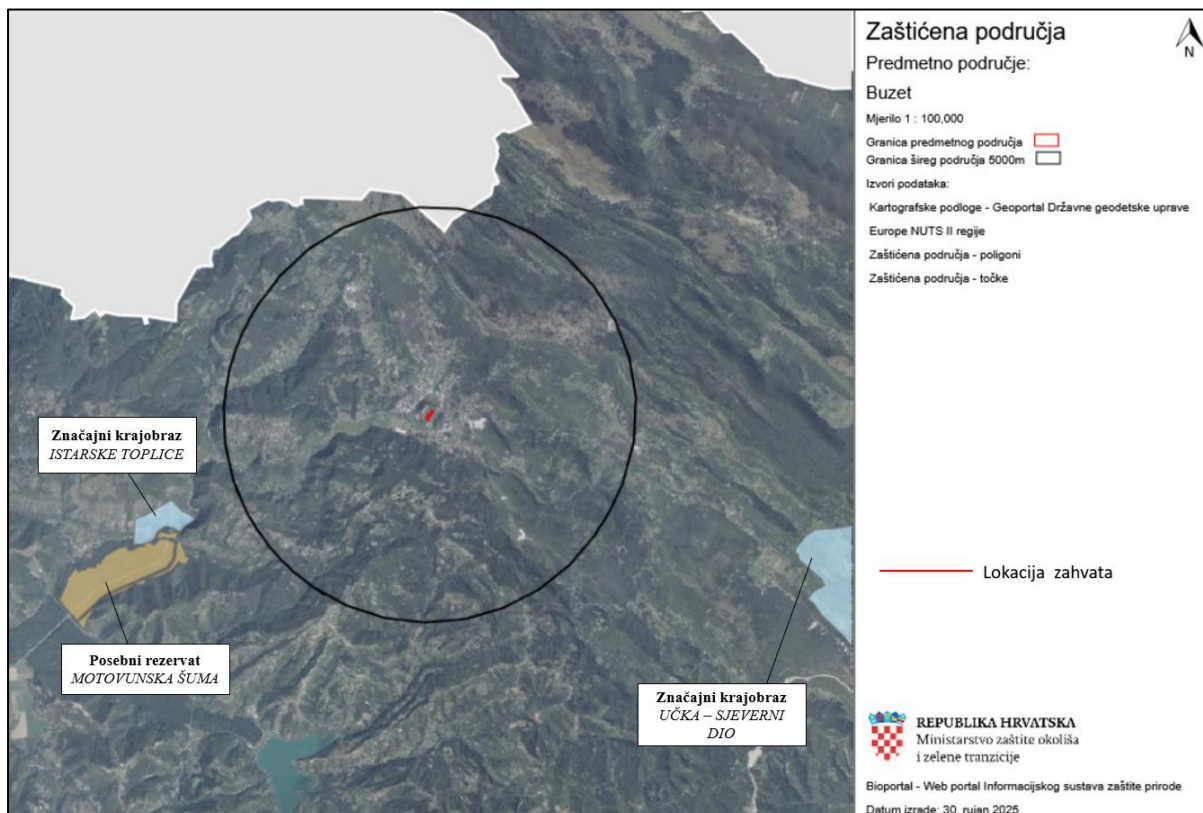 Značajni krajobraz
ISTARSKE TOPLICE
Posebni rezervat
MOTOVUNSKA ŠUMA
Značajni krajobraz
UČKA – SJEVERNI
DIO
Zaštićena područja
N
Predmetno područje:
Buzet
Mjerilo 1 : 100,000
Granica predmetnog područja
Granica šireg područja 5000m
Izvori podataka:
Kartografske podloge - Geoportal Državne geodetske uprave
Europe NUTS II regije
Zaštićena područja - poligoni
Zaštićena područja - točke
Lokacija zahvata
REPUBLIKA HRVATSKA
Ministarstvo zaštite okoliša
i zelene tranzicije
Bioportal - Web portal Informacijskog sustava zaštite prirode
Datum izrade: 30. rujan 2025